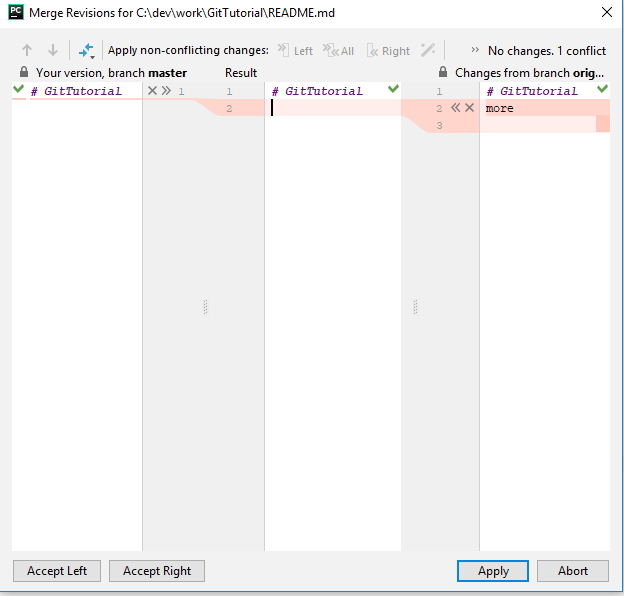 PC Merge Revisions for C:\dev\work\GitTutorial\README.md
Apply non-conflicting changes: Left All Right No changes. 1 conflict
Your version, branch master Result Changes from branch orig...
# GitTutorial 1 1 # GitTutorial 1 # GitTutorial
2 2 more
3
Accept Left Accept Right Apply Abort